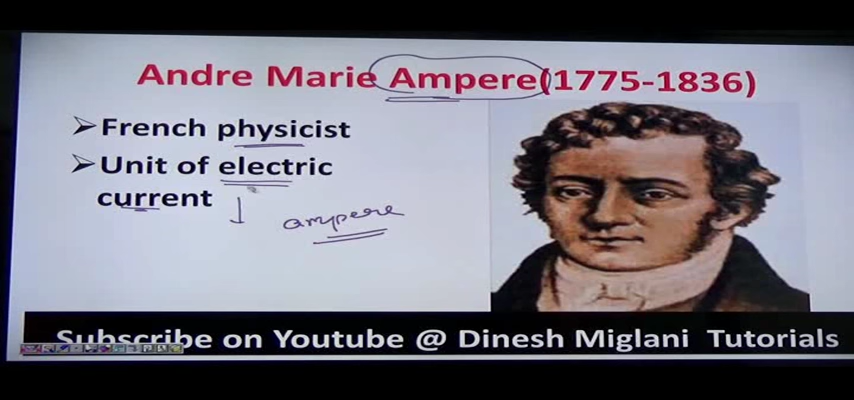 Andre Marie Ampere(1775-1836)
➢French physicist
➢Unit of electric
current
ampere
Subscribe on Youtube @ Dinesh Miglani Tutorials